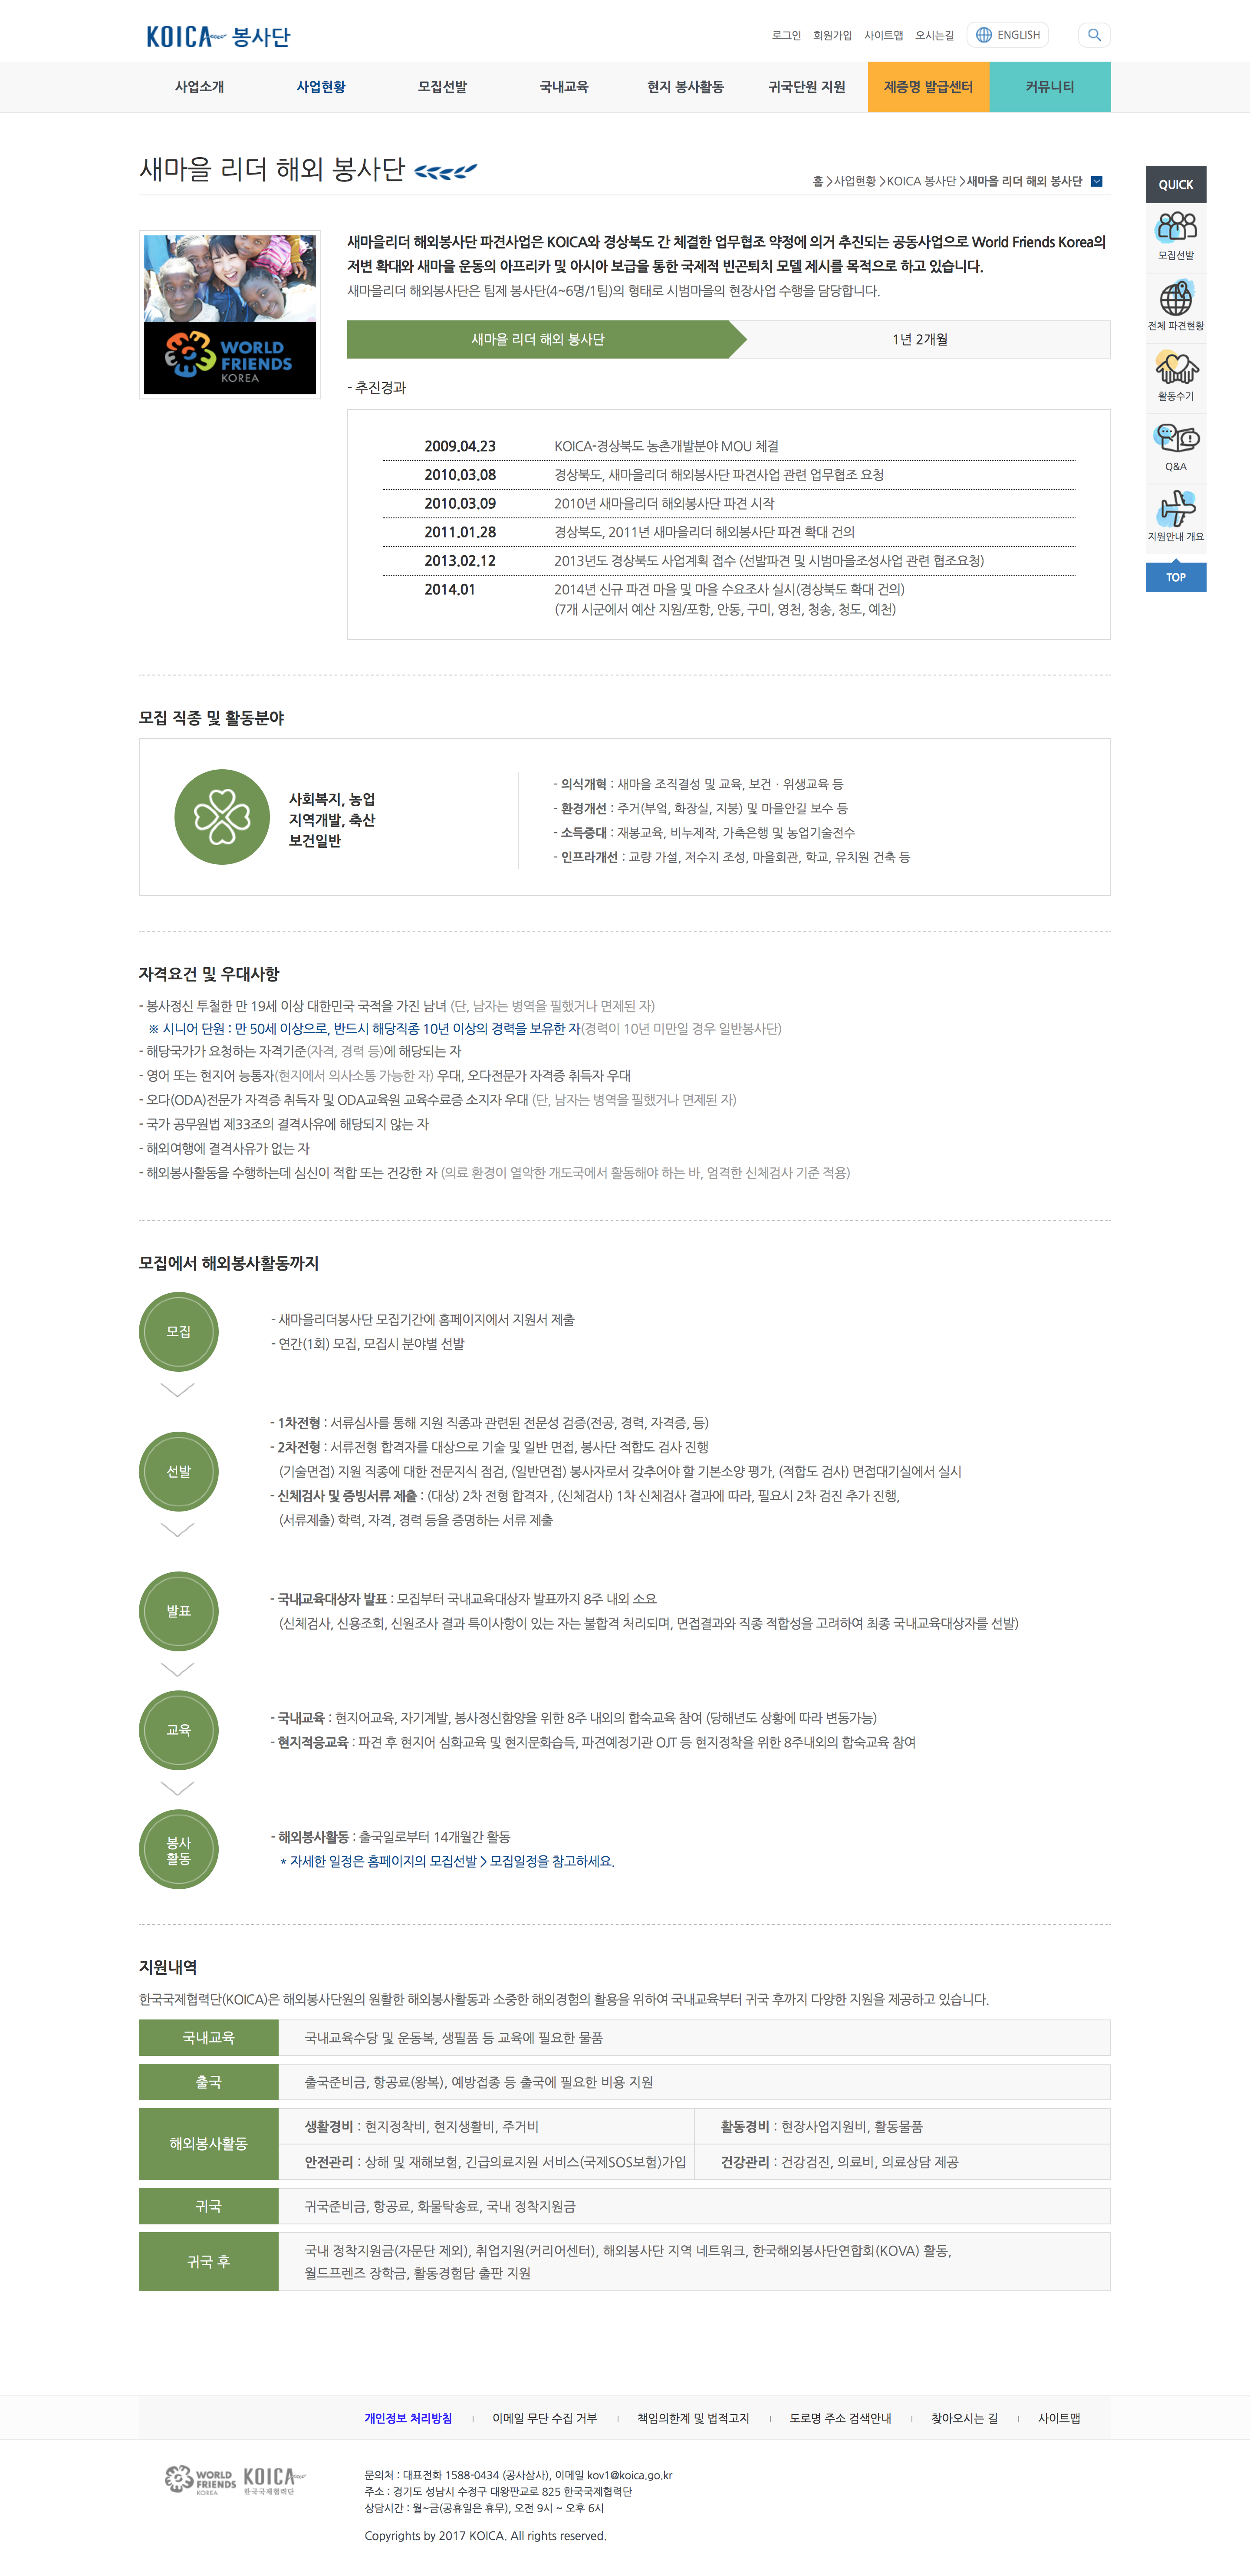 KOICA 봉사단
로그인 회원가입 사이트맵 오시는길 ENGLISH
사업소개 사업현황 모집선발 국내교육 현지 봉사활동 귀국단원 지원 제증명 발급센터 커뮤니티
새마을 리더 해외 봉사단
홈 >사업현황 >KOICA 봉사단 >새마을 리더 해외 봉사단
QUICK
모집선발
전체 파견현황
활동수기
Q&A
지원안내 개요
TOP
WORLD
FRIENDS
KOREA
새마을리더 해외봉사단 파견사업은 KOICA와 경상북도 간 체결한 업무협조 약정에 의거 추진되는 공동사업으로 World Friends Korea의
저변 확대와 새마을 운동의 아프리카 및 아시아 보급을 통한 국제적 빈곤퇴치 모델 제시를 목적으로 하고 있습니다.
새마을리더 해외봉사단은 팀제 봉사단(4~6명/1팀)의 형태로 시범마을의 현장사업 수행을 담당합니다.
새마을 리더 해외 봉사단 1년 2개월
- 추진경과
2009.04.23 KOICA-경상북도 농촌개발분야 MOU 체결
2010.03.08 경상북도, 새마을리더 해외봉사단 파견사업 관련 업무협조 요청
2010.03.09 2010년 새마을리더 해외봉사단 파견 시작
2011.01.28 경상북도, 2011년 새마을리더 해외봉사단 파견 확대 건의
2013.02.12 2013년도 경상북도 사업계획 접수 (선발파견 및 시범마을조성사업 관련 협조요청)
2014.01 2014년 신규 파견 마을 및 마을 수요조사 실시(경상북도 확대 건의)
(7개 시군에서 예산 지원/포항, 안동, 구미, 영천, 청송, 청도, 예천)
모집 직종 및 활동분야
사회복지, 농업
지역개발, 축산
보건일반
- 의식개혁 : 새마을 조직결성 및 교육, 보건 · 위생교육 등
- 환경개선 : 주거(부엌, 화장실, 지붕) 및 마을안길 보수 등
- 소득증대 : 재봉교육, 비누제작, 가축은행 및 농업기술전수
- 인프라개선 : 교량 가설, 저수지 조성, 마을회관, 학교, 유치원 건축 등
자격요건 및 우대사항
- 봉사정신 투철한 만 19세 이상 대한민국 국적을 가진 남녀 (단, 남자는 병역을 필했거나 면제된 자)
※ 시니어 단원 : 만 50세 이상으로, 반드시 해당직종 10년 이상의 경력을 보유한 자(경력이 10년 미만일 경우 일반봉사단)
- 해당국가가 요청하는 자격기준(자격, 경력 등)에 해당되는 자
- 영어 또는 현지어 능통자(현지에서 의사소통 가능한 자) 우대, 오다전문가 자격증 취득자 우대
- 오다(ODA)전문가 자격증 취득자 및 ODA교육원 교육수료증 소지자 우대 (단, 남자는 병역을 필했거나 면제된 자)
- 국가 공무원법 제33조의 결격사유에 해당되지 않는 자
- 해외여행에 결격사유가 없는 자
- 해외봉사활동을 수행하는데 심신이 적합 또는 건강한 자 (의료 환경이 열악한 개도국에서 활동해야 하는 바, 엄격한 신체검사 기준 적용)
모집에서 해외봉사활동까지
모집
- 새마을리더봉사단 모집기간에 홈페이지에서 지원서 제출
- 연간(1회) 모집, 모집시 분야별 선발
선발
- 1차전형 : 서류심사를 통해 지원 직종과 관련된 전문성 검증(전공, 경력, 자격증, 등)
- 2차전형 : 서류전형 합격자를 대상으로 기술 및 일반 면접, 봉사단 적합도 검사 진행
(기술면접) 지원 직종에 대한 전문지식 점검, (일반면접) 봉사자로서 갖추어야 할 기본소양 평가, (적합도 검사) 면접대기실에서 실시
- 신체검사 및 증빙서류 제출 : (대상) 2차 전형 합격자 , (신체검사) 1차 신체검사 결과에 따라, 필요시 2차 검진 추가 진행,
(서류제출) 학력, 자격, 경력 등을 증명하는 서류 제출
발표
- 국내교육대상자 발표 : 모집부터 국내교육대상자 발표까지 8주 내외 소요
(신체검사, 신용조회, 신원조사 결과 특이사항이 있는 자는 불합격 처리되며, 면접결과와 직종 적합성을 고려하여 최종 국내교육대상자를 선발)
교육
- 국내교육 : 현지어교육, 자기계발, 봉사정신함양을 위한 8주 내외의 합숙교육 참여 (당해년도 상황에 따라 변동가능)
- 현지적응교육 : 파견 후 현지어 심화교육 및 현지문화습득, 파견예정기관 OJT 등 현지정착을 위한 8주내외의 합숙교육 참여
봉사
활동
- 해외봉사활동 : 출국일로부터 14개월간 활동
* 자세한 일정은 홈페이지의 모집선발 > 모집일정을 참고하세요.
지원내역
한국국제협력단(KOICA)은 해외봉사단원의 원활한 해외봉사활동과 소중한 해외경험의 활용을 위하여 국내교육부터 귀국 후까지 다양한 지원을 제공하고 있습니다.
국내교육 국내교육수당 및 운동복, 생필품 등 교육에 필요한 물품
출국 출국준비금, 항공료(왕복), 예방접종 등 출국에 필요한 비용 지원
해외봉사활동
생활경비 : 현지정착비, 현지생활비, 주거비 활동경비 : 현장사업지원비, 활동물품
안전관리 : 상해 및 재해보험, 긴급의료지원 서비스(국제SOS보험)가입 건강관리 : 건강검진, 의료비, 의료상담 제공
귀국 귀국준비금, 항공료, 화물탁송료, 국내 정착지원금
귀국 후
국내 정착지원금(자문단 제외), 취업지원(커리어센터), 해외봉사단 지역 네트워크, 한국해외봉사단연합회(KOVA) 활동,
월드프렌즈 장학금, 활동경험담 출판 지원
개인정보 처리방침 이메일 무단 수집 거부 책임의한계 및 법적고지 도로명 주소 검색안내 찾아오시는 길 사이트맵
WORLD
FRIENDS
KOREA
KOICA
한국국제협력단
문의처 : 대표전화 1588-0434 (공사삼사), 이메일 kov1@koica.go.kr
주소 : 경기도 성남시 수정구 대왕판교로 825 한국국제협력단
상담시간 : 월~금(공휴일은 휴무), 오전 9시 ~ 오후 6시
Copyrights by 2017 KOICA. All rights reserved.